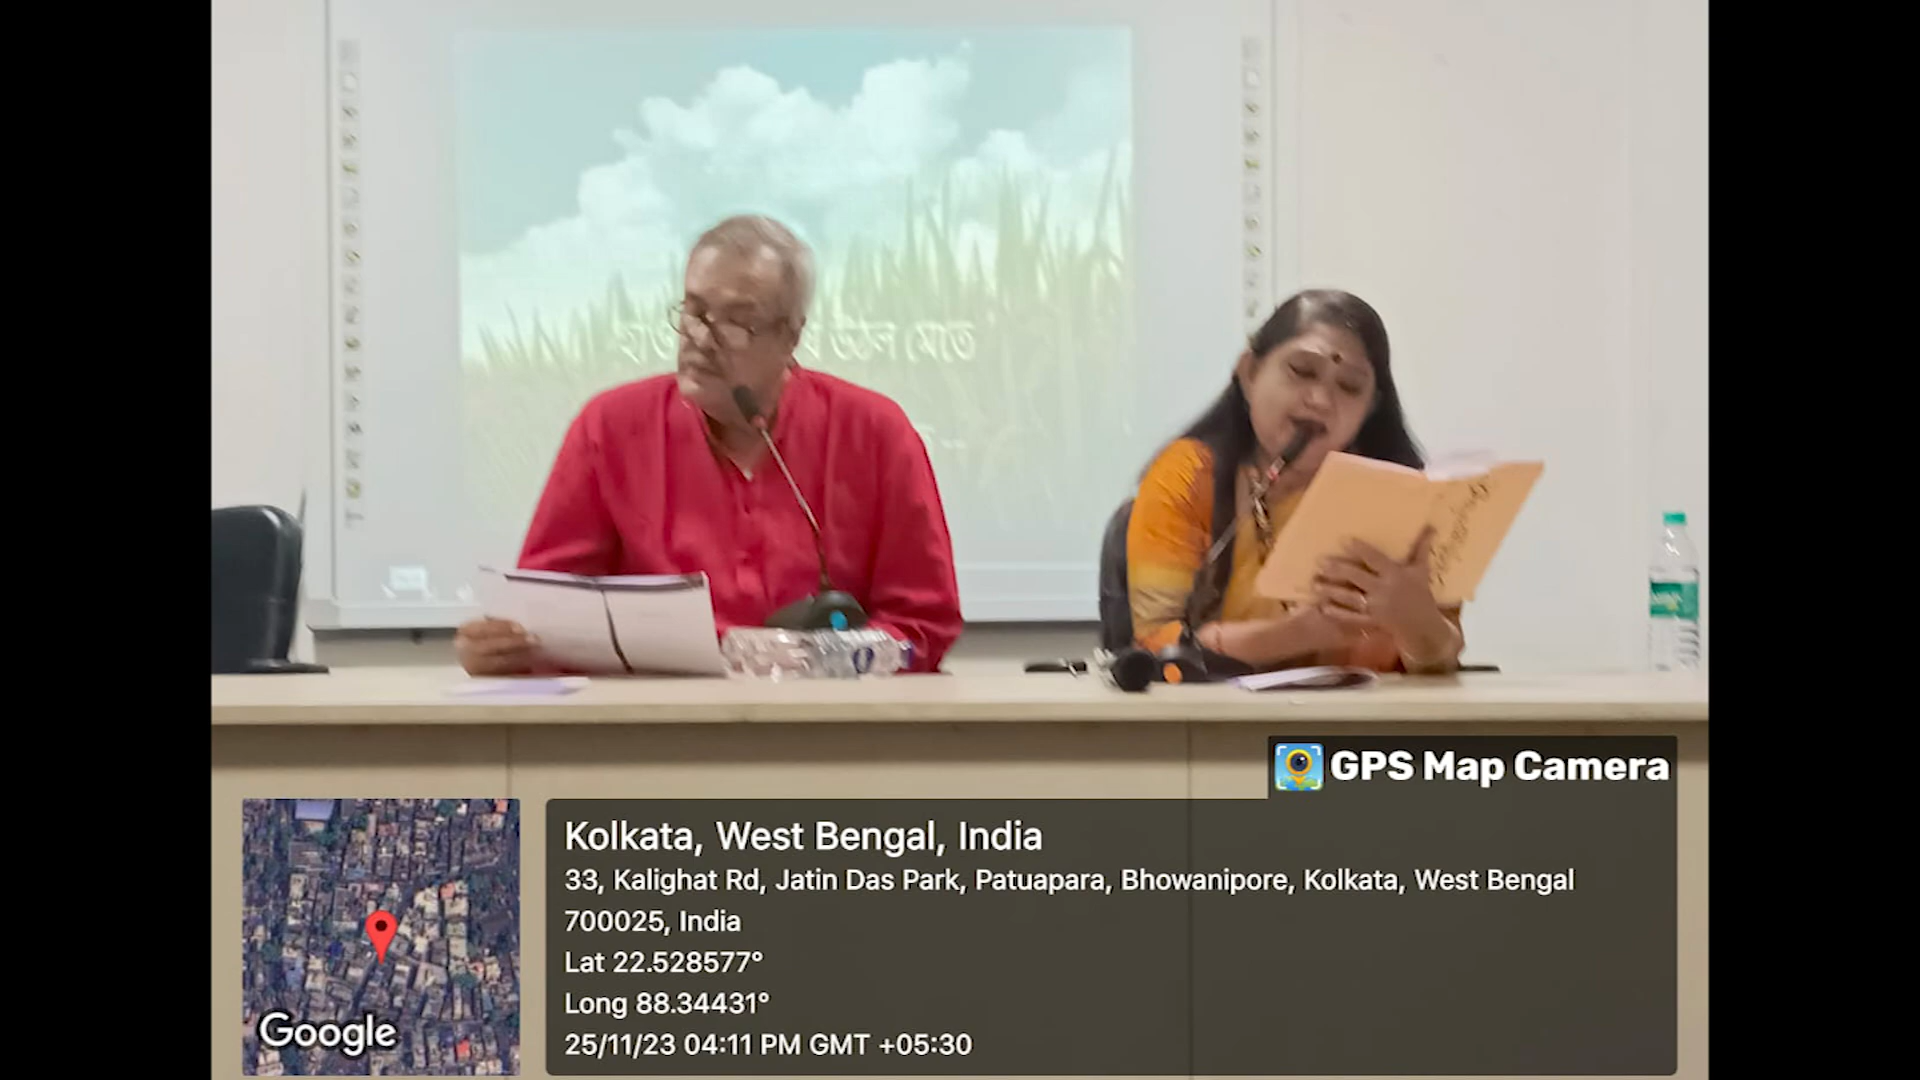 উঠল মেতে
GPS Map Camera
Kolkata, West Bengal, India
33, Kalighat Rd, Jatin Das Park, Patuapara, Bhowanipore, Kolkata, West Bengal
700025, India
Lat 22.528577°
Long 88.34431°
25/11/23 04:11 PM GMT +05:30
Google